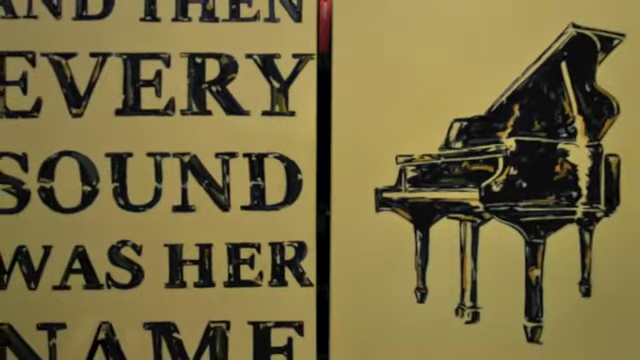 AND THEN
EVERY
SOUND
WAS HER
NAME